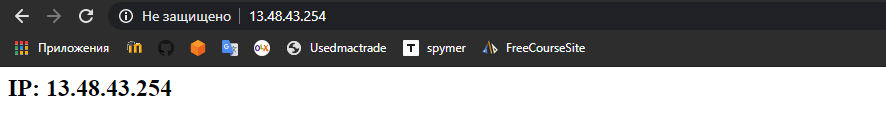 Не защищено 13.48.43.254
Приложения Usedmactrade T spymer FreeCourseSite
IP: 13.48.43.254